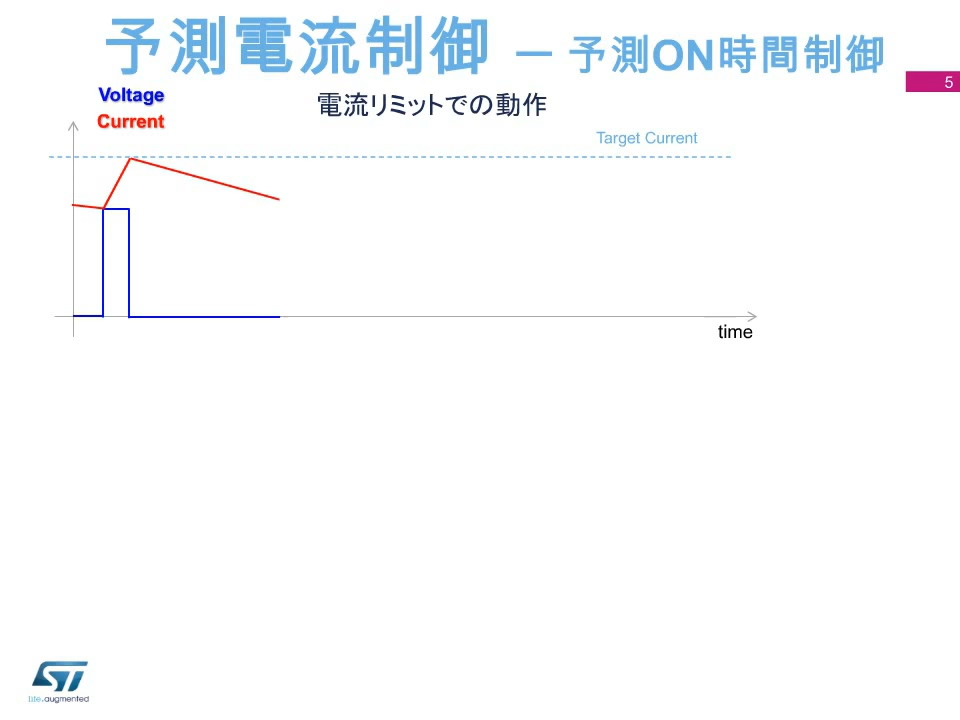 予測電流制御 ― 予測ON時間制御
5
Voltage
Current
電流リミットでの動作
Target Current
time
life.augmented